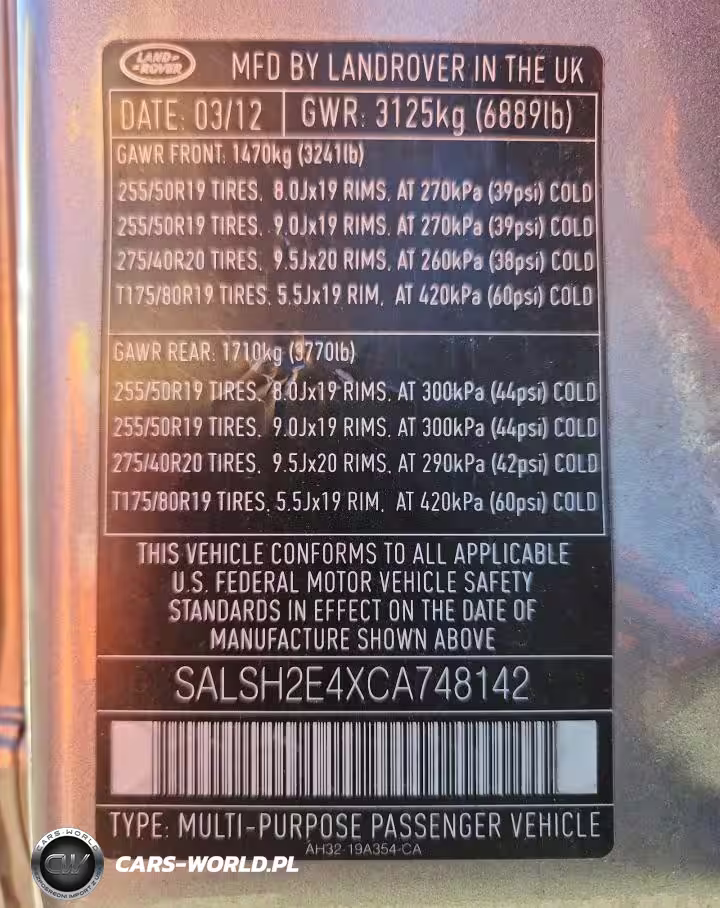 LAND-
-ROVER
MFD BY LANDROVER IN THE UK
DATE: 03/12 GWR: 3125kg (6889lb)
GAWR FRONT: 1470kg (3241lb)
255/50R19 TIRES, 8.0Jx19 RIMS, AT 270kPa (39psi) COLD
255/50R19 TIRES, 9.0Jx19 RIMS, AT 270kPa (39psi) COLD
275/40R20 TIRES, 9.5Jx20 RIMS, AT 260kPa (38psi) COLD
T175/80R19 TIRES, 5.5Jx19 RIM, AT 420kPa (60psi) COLD
GAWR REAR: 1710kg (3770lb)
255/50R19 TIRES, 8.0Jx19 RIMS, AT 300kPa (44psi) COLD
255/50R19 TIRES, 9.0Jx19 RIMS, AT 300kPa (44psi) COLD
275/40R20 TIRES, 9.5Jx20 RIMS, AT 290kPa (42psi) COLD
T175/80R19 TIRES, 5.5Jx19 RIM, AT 420kPa (60psi) COLD
THIS VEHICLE CONFORMS TO ALL APPLICABLE
U.S. FEDERAL MOTOR VEHICLE SAFETY
STANDARDS IN EFFECT ON THE DATE OF
MANUFACTURE SHOWN ABOVE
SALSH2E4XCA748142
TYPE: MULTI-PURPOSE PASSENGER VEHICLE
AH32-19A354-CA
CARS-WORLD
CW
CARS-WORLD.PL